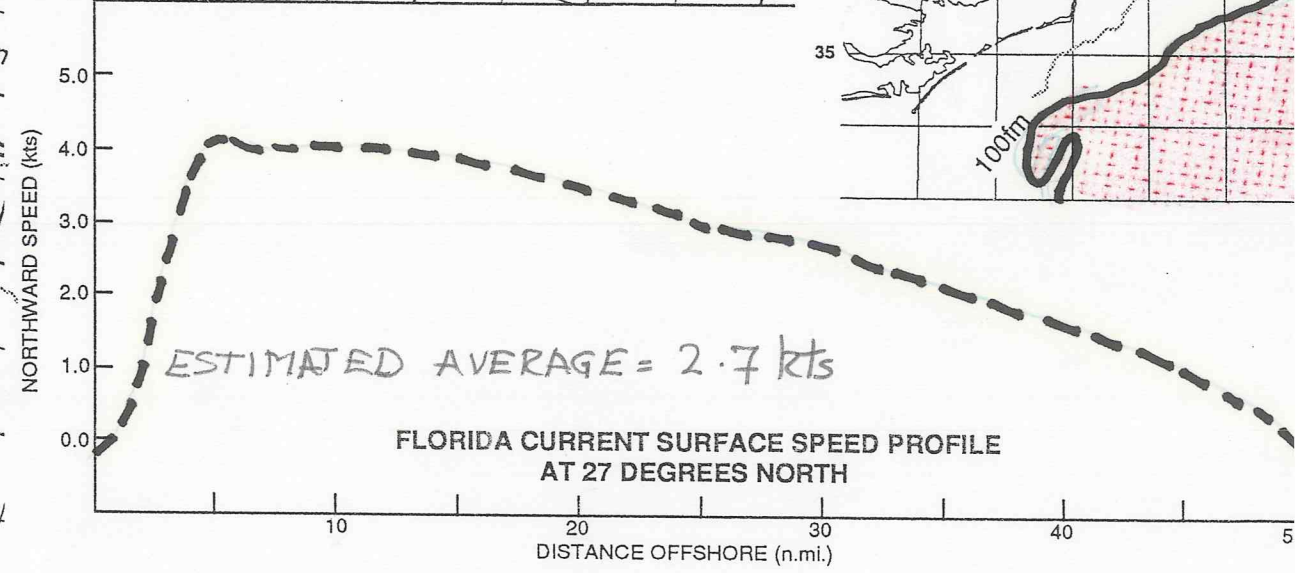 35
100fm
5.0
4.0
3.0
2.0
1.0
0.0
NORTHWARD SPEED (kts)
ESTIMATED AVERAGE = 2.7 kts
FLORIDA CURRENT SURFACE SPEED PROFILE
AT 27 DEGREES NORTH
10
20
30
40
5
DISTANCE OFFSHORE (n.mi.)